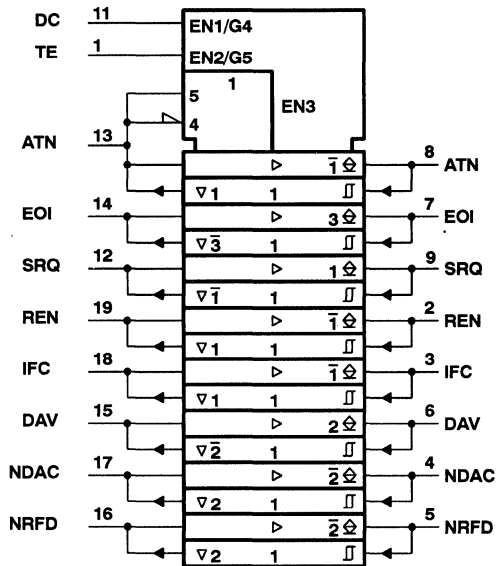 DC 11 EN1/G4
TE 1 EN2/G5
1
5
EN3
4
ATN 13
▷ 1̅ 8 ATN
▽1 1
EOI 14 ▷ 3 7 EOI
▽3̅ 1
SRQ 12 ▷ 1 9 SRQ
▽1̅ 1
REN 19 ▷ 1̅ 2 REN
▽1 1
IFC 18 ▷ 1̅ 3 IFC
▽1 1
DAV 15 ▷ 2 6 DAV
▽2̅ 1
NDAC 17 ▷ 2̅ 4 NDAC
▽2 1
NRFD 16 ▷ 2̅ 5 NRFD
▽2 1